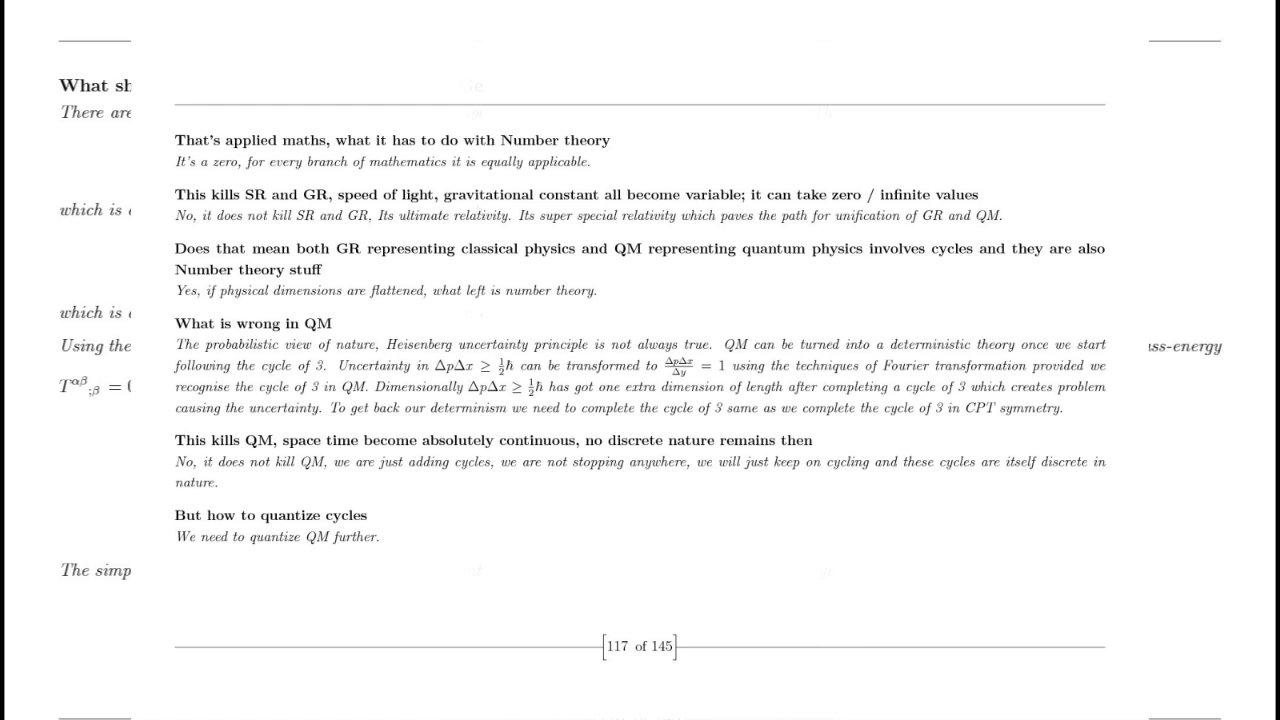 What sh
There are
That's applied maths, what it has to do with Number theory
It's a zero, for every branch of mathematics it is equally applicable.
This kills SR and GR, speed of light, gravitational constant all become variable; it can take zero / infinite values
which is
No, it does not kill SR and GR, Its ultimate relativity. Its super special relativity which paves the path for unification of GR and QM.
Does that mean both GR representing classical physics and QM representing quantum physics involves cycles and they are also
Number theory stuff
Yes, if physical dimensions are flattened, what left is number theory.
which is
What is wrong in QM
Using the
The probabilistic view of nature, Heisenberg uncertainty principle is not always true. QM can be turned into a deterministic theory once we start
ss-energy
following the cycle of 3. Uncertainty in ΔpΔx ≥ ½ℏ can be transformed to ΔpΔx/Δy = 1 using the techniques of Fourier transformation provided we
T^{αβ}_{;β} = 0
recognise the cycle of 3 in QM. Dimensionally ΔpΔx ≥ ½ℏ has got one extra dimension of length after completing a cycle of 3 which creates problem
causing the uncertainty. To get back our determinism we need to complete the cycle of 3 same as we complete the cycle of 3 in CPT symmetry.
This kills QM, space time become absolutely continuous, no discrete nature remains then
No, it does not kill QM, we are just adding cycles, we are not stopping anywhere, we will just keep on cycling and these cycles are itself discrete in
nature.
But how to quantize cycles
We need to quantize QM further.
The simp
[117 of 145]